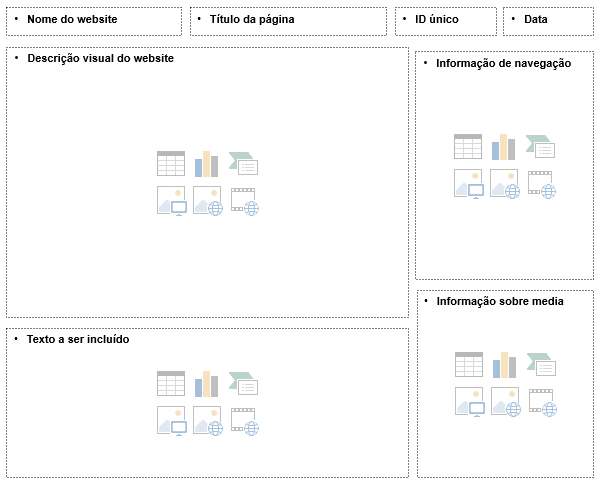 • Nome do website
• Título da página
• ID único
• Data
• Descrição visual do website
• Informação de navegação
• Informação sobre media
• Texto a ser incluído